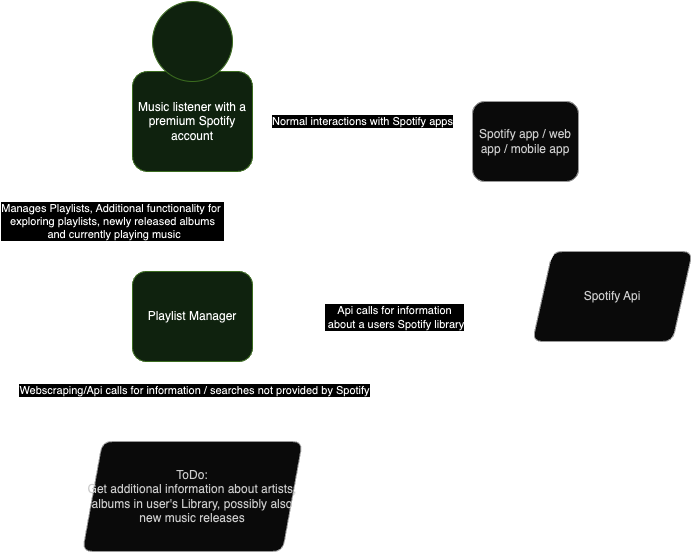 Music listener with a
premium Spotify
account
Normal interactions with Spotify apps
Spotify app / web
app / mobile app
Manages Playlists, Additional functionality for
exploring playlists, newly released albums
and currently playing music
Spotify Api
Playlist Manager
Api calls for information
about a users Spotify library
Webscraping/Api calls for information / searches not provided by Spotify
ToDo:
Get additional information about artists,
albums in user's Library, possibly also
new music releases